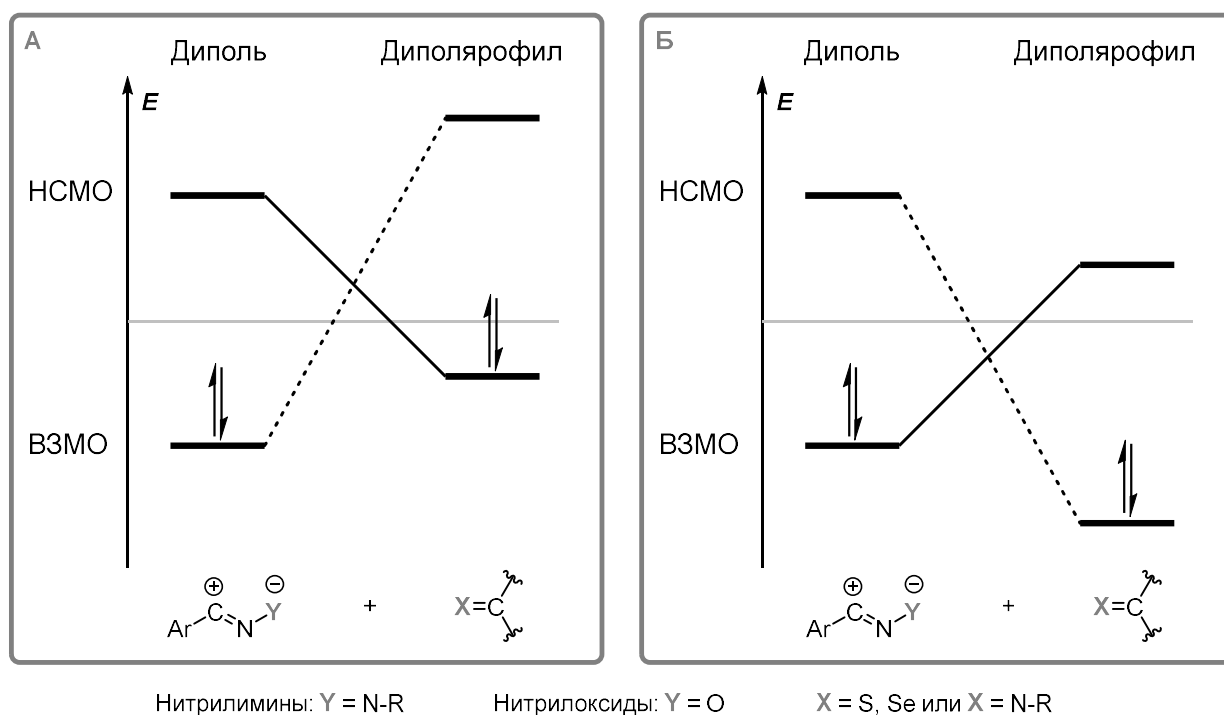 А
Диполь Диполярофил
E
НСМО
ВЗМО
Ar C N Y + X=C
⊕ ⊖
Б
Диполь Диполярофил
E
НСМО
ВЗМО
Ar C N Y + X=C
⊕ ⊖
Нитрилимины: Y = N-R Нитрилоксиды: Y = O X = S, Se или X = N-R